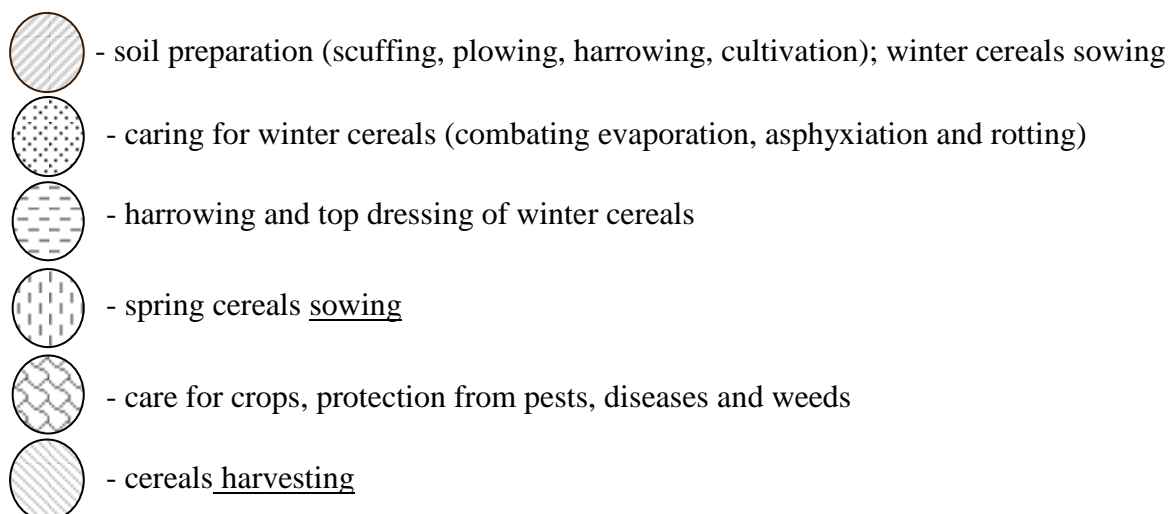 - soil preparation (scuffing, plowing, harrowing, cultivation); winter cereals sowing
- caring for winter cereals (combating evaporation, asphyxiation and rotting)
- harrowing and top dressing of winter cereals
- spring cereals sowing
- care for crops, protection from pests, diseases and weeds
- cereals harvesting